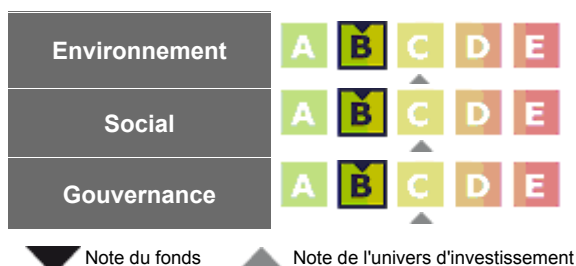 Environnement A B C D E
Social A B C D E
Gouvernance A B C D E
Note du fonds Note de l'univers d'investissement